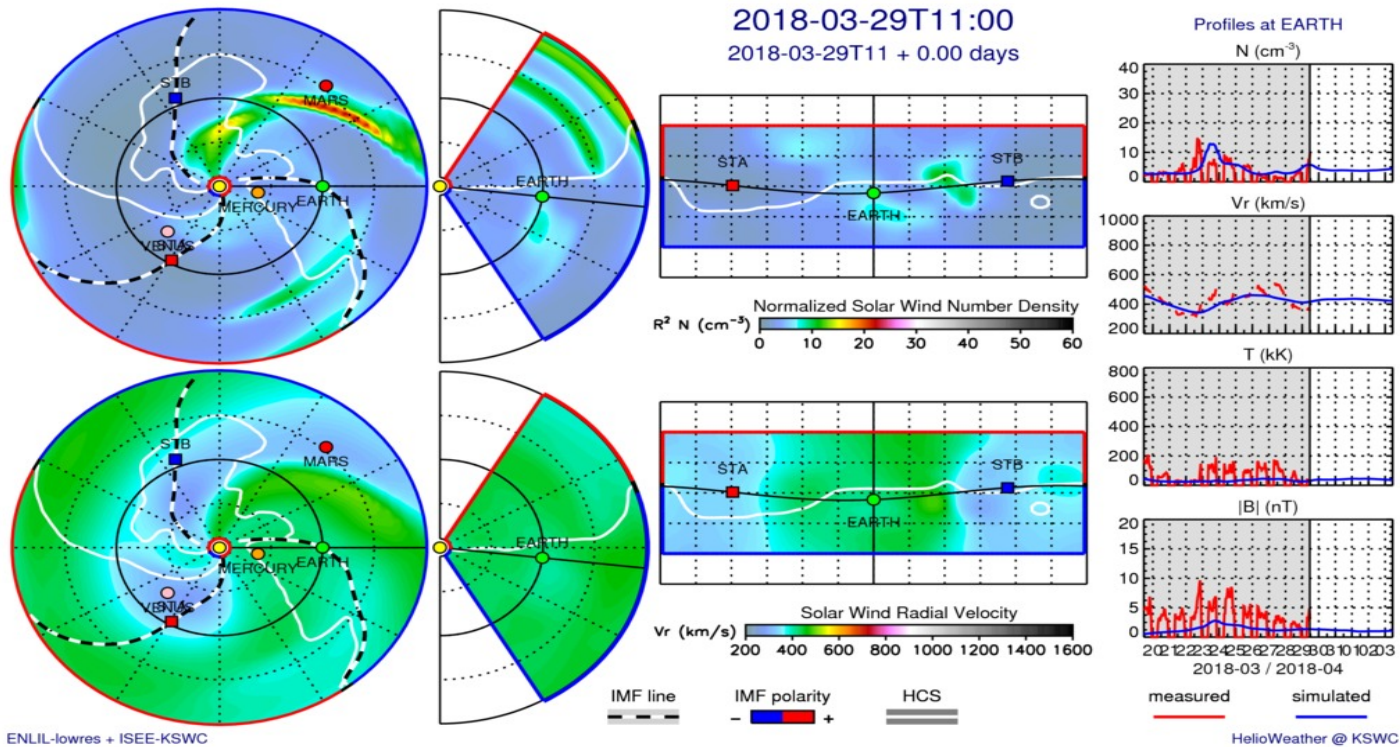 2018-03-29T11:00
2018-03-29T11 + 0.00 days
STB
MARS
MERCURY
EARTH
VENUS
STA
EARTH
STA
EARTH
STB
Normalized Solar Wind Number Density
R² N (cm⁻³)
0 10 20 30 40 50 60
STB
MARS
MERCURY
EARTH
VENUS
STA
EARTH
STA
EARTH
STB
Solar Wind Radial Velocity
Vr (km/s)
200 400 600 800 1000 1200 1400 1600
IMF line
IMF polarity
- +
HCS
Profiles at EARTH
N (cm⁻³)
40
30
20
10
0
Vr (km/s)
1000
800
600
400
200
T (kK)
800
600
400
200
0
|B| (nT)
20
15
10
5
0
2018-03 / 2018-04
measured
simulated
ENLIL-lowres + ISEE-KSWC
HelioWeather @ KSWC